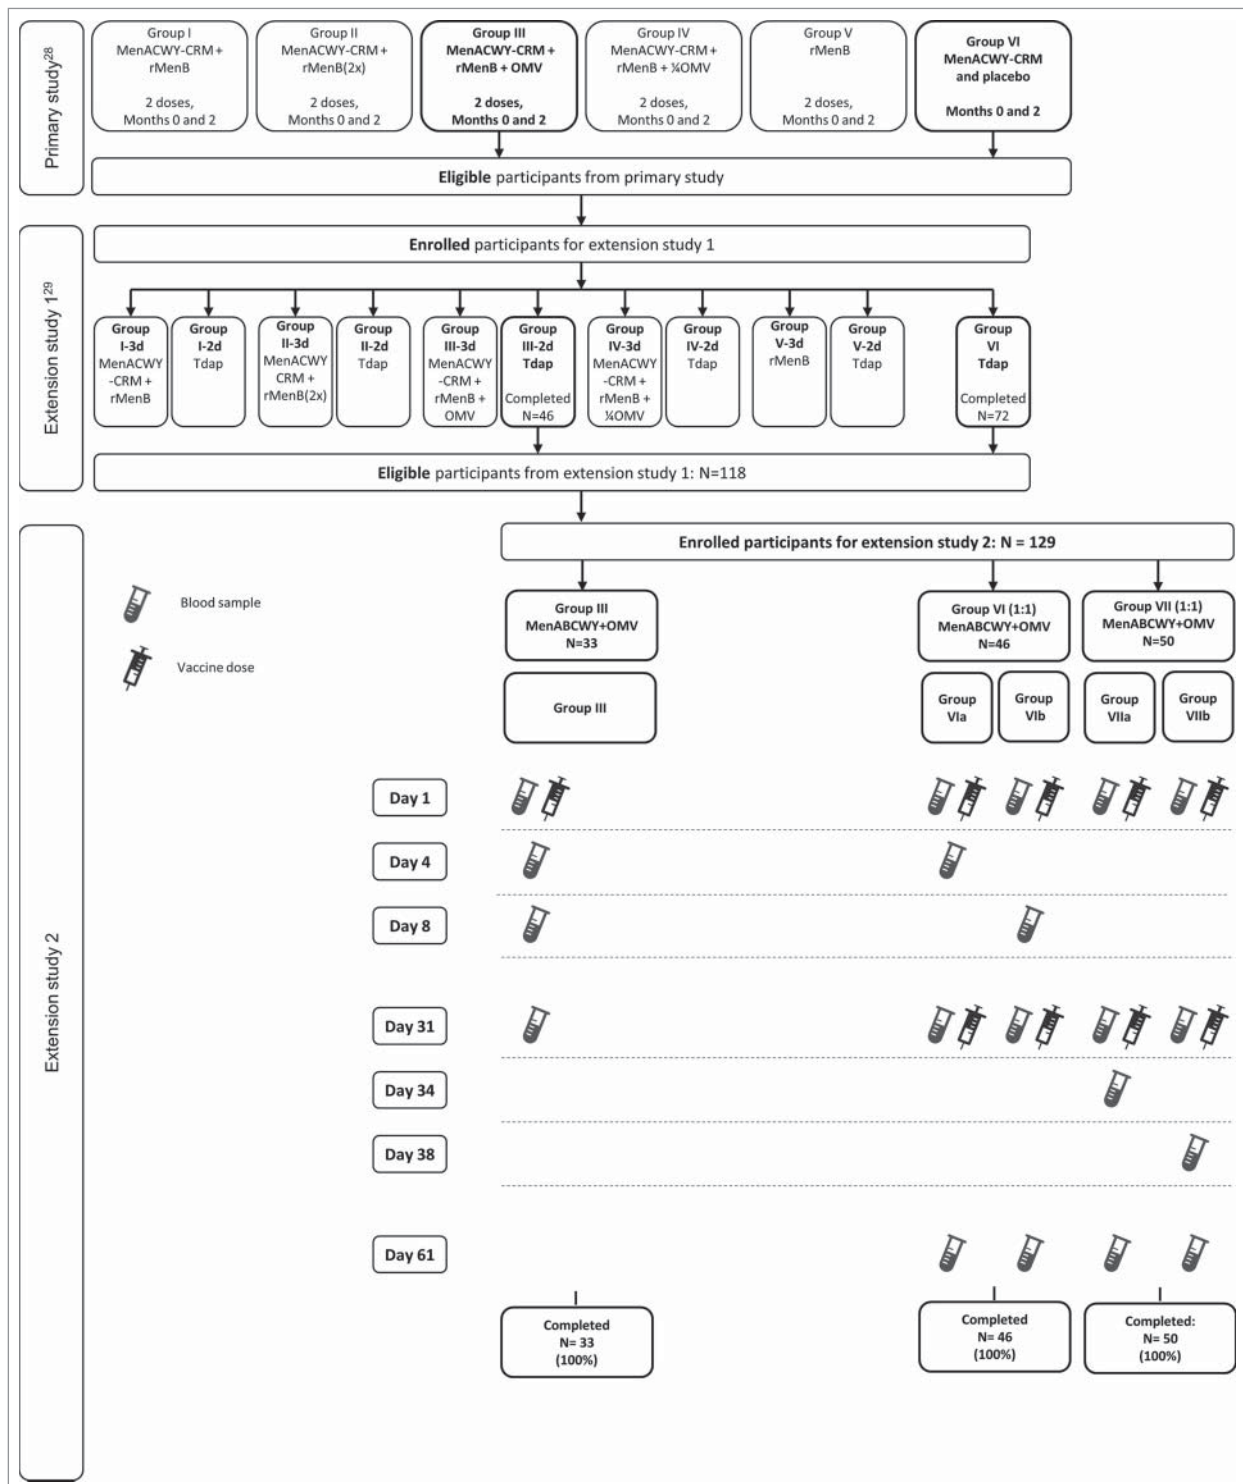 Primary study28
Group I
MenACWY-CRM +
rMenB
2 doses,
Months 0 and 2
Group II
MenACWY-CRM +
rMenB(2x)
2 doses,
Months 0 and 2
Group III
MenACWY-CRM +
rMenB + OMV
2 doses,
Months 0 and 2
Group IV
MenACWY-CRM +
rMenB + ¼OMV
2 doses,
Months 0 and 2
Group V
rMenB
2 doses,
Months 0 and 2
Group VI
MenACWY-CRM
and placebo
Months 0 and 2
Eligible participants from primary study
Extension study 129
Enrolled participants for extension study 1
Group
I-3d
MenACWY
-CRM +
rMenB
Group
I-2d
Tdap
Group
II-3d
MenACWY
CRM +
rMenB(2x)
Group
II-2d
Tdap
Group
III-3d
MenACWY
-CRM +
rMenB +
OMV
Group
III-2d
Tdap
Completed
N=46
Group
IV-3d
MenACWY
-CRM +
rMenB +
¼OMV
Group
IV-2d
Tdap
Group
V-3d
rMenB
Group
V-2d
Tdap
Group
VI
Tdap
Completed
N=72
Eligible participants from extension study 1: N=118
Extension study 2
Enrolled participants for extension study 2: N = 129
Blood sample
Vaccine dose
Group III
MenABCWY+OMV
N=33
Group VI (1:1)
MenABCWY+OMV
N=46
Group VII (1:1)
MenABCWY+OMV
N=50
Group III
Group
VIa
Group
VIb
Group
VIIa
Group
VIIb
Day 1
Day 4
Day 8
Day 31
Day 34
Day 38
Day 61
Completed
N= 33
(100%)
Completed
N= 46
(100%)
Completed:
N= 50
(100%)